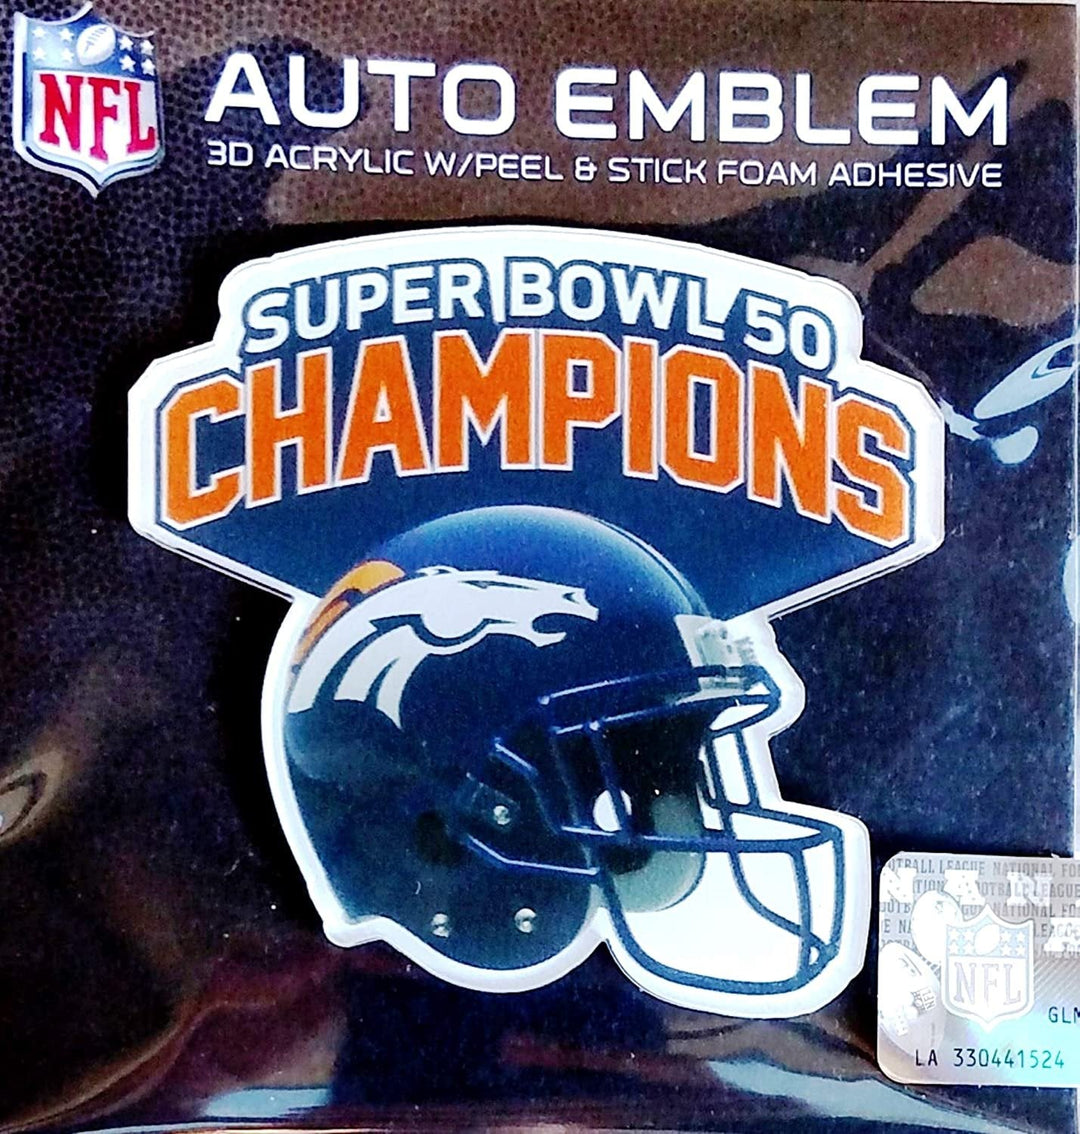 NFL
AUTO EMBLEM
3D ACRYLIC W/PEEL & STICK FOAM ADHESIVE
SUPER BOWL 50
CHAMPIONS
NFL
LA 330441524